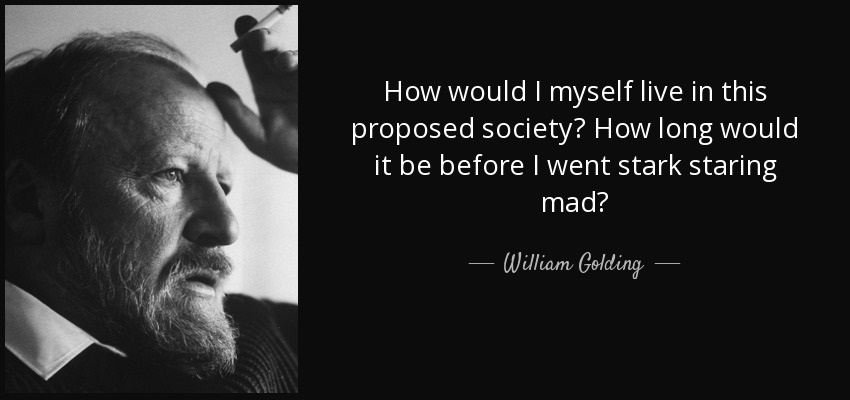 How would I myself live in this
proposed society? How long would
it be before I went stark staring
mad?
William Golding